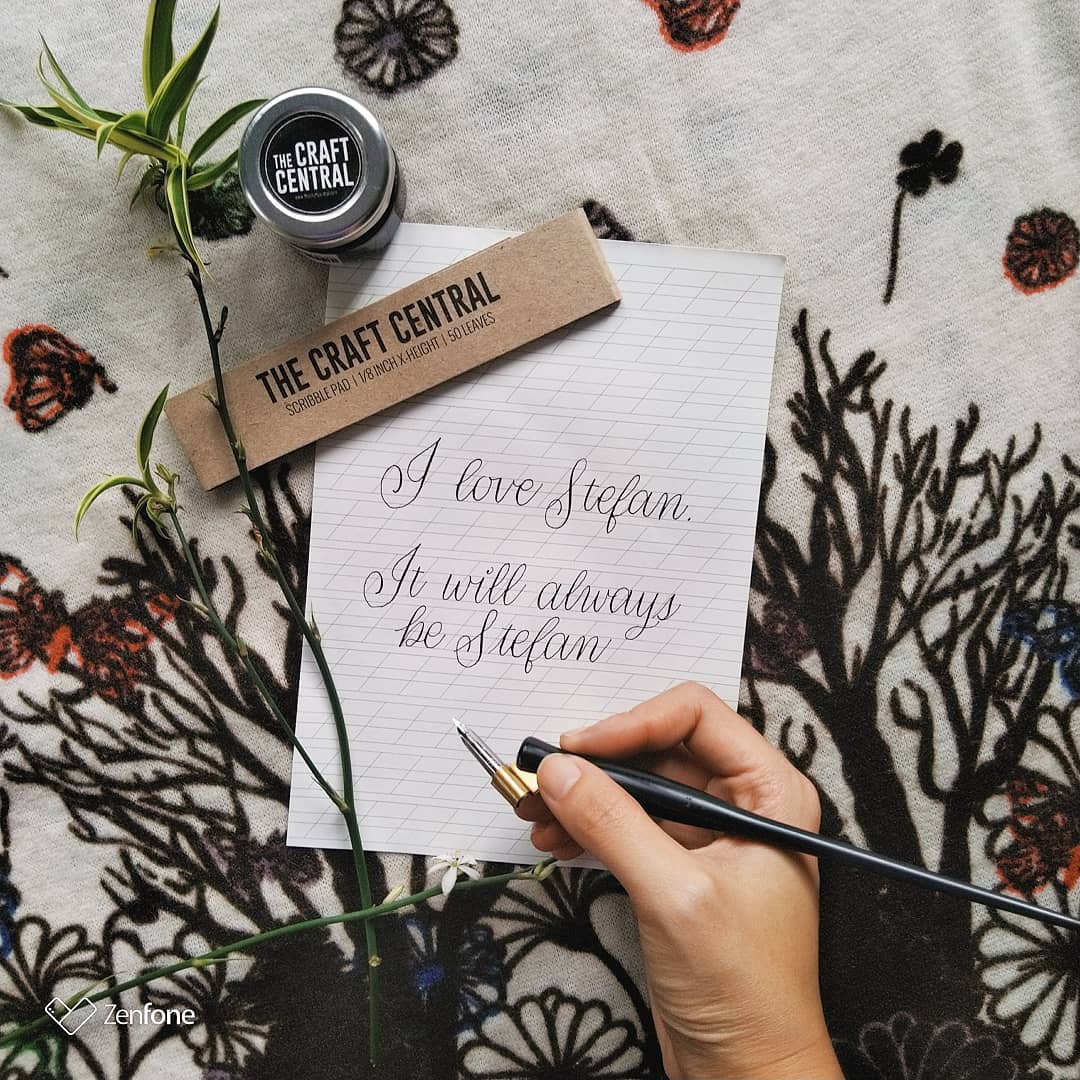 THE CRAFT
CENTRAL
THE CRAFT CENTRAL
SCRIBBLE PAD | 1/8 INCH X-HEIGHT | 50 LEAVES
I love Stefan.
It will always
be Stefan
Zenfone